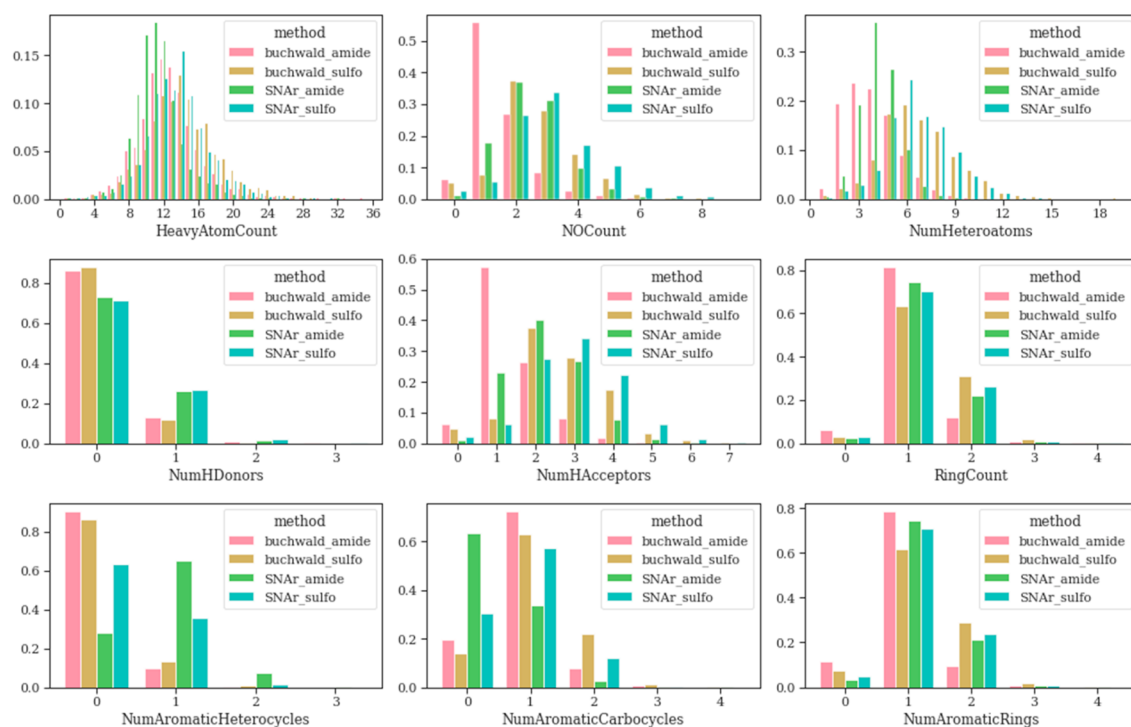 method
buchwald_amide
buchwald_sulfo
SNAr_amide
SNAr_sulfo
0.15
0.10
0.05
0.00
0 4 8 12 16 20 24 28 32 36
HeavyAtomCount
method
buchwald_amide
buchwald_sulfo
SNAr_amide
SNAr_sulfo
0.5
0.4
0.3
0.2
0.1
0.0
0 2 4 6 8
NOCount
method
buchwald_amide
buchwald_sulfo
SNAr_amide
SNAr_sulfo
0.3
0.2
0.1
0.0
0 3 6 9 12 15 18
NumHeteroatoms
method
buchwald_amide
buchwald_sulfo
SNAr_amide
SNAr_sulfo
0.8
0.6
0.4
0.2
0.0
0 1 2 3
NumHDonors
method
buchwald_amide
buchwald_sulfo
SNAr_amide
SNAr_sulfo
0.6
0.5
0.4
0.3
0.2
0.1
0.0
0 1 2 3 4 5 6 7
NumHAcceptors
method
buchwald_amide
buchwald_sulfo
SNAr_amide
SNAr_sulfo
0.8
0.6
0.4
0.2
0.0
0 1 2 3 4
RingCount
method
buchwald_amide
buchwald_sulfo
SNAr_amide
SNAr_sulfo
0.8
0.6
0.4
0.2
0.0
0 1 2 3
NumAromaticHeterocycles
method
buchwald_amide
buchwald_sulfo
SNAr_amide
SNAr_sulfo
0.6
0.4
0.2
0.0
0 1 2 3 4
NumAromaticCarbocycles
method
buchwald_amide
buchwald_sulfo
SNAr_amide
SNAr_sulfo
0.8
0.6
0.4
0.2
0.0
0 1 2 3 4
NumAromaticRings